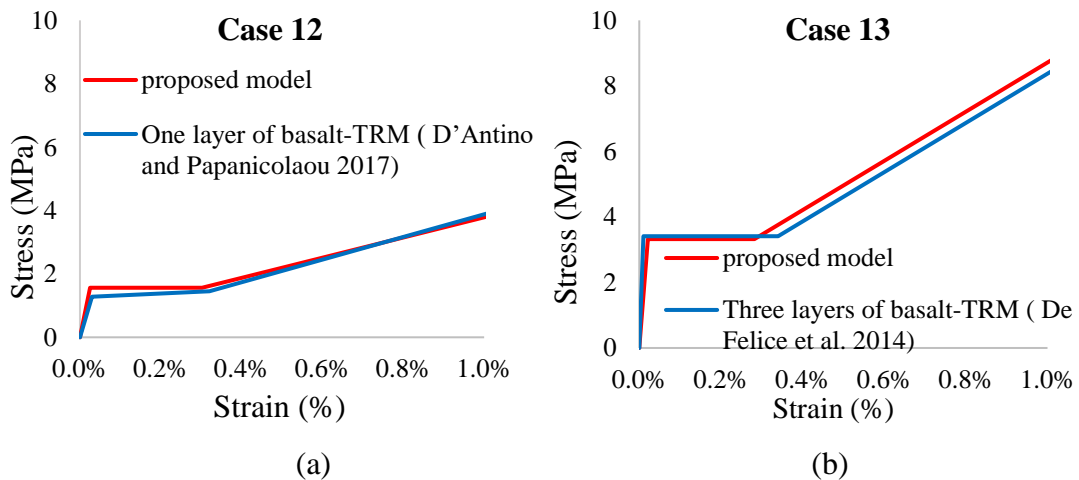 Case 12
10
8
6
4
2
0
Stress (MPa)
proposed model
One layer of basalt-TRM ( D’Antino
and Papanicolaou 2017)
0.0% 0.2% 0.4% 0.6% 0.8% 1.0%
Strain (%)
(a)
Case 13
10
8
6
4
2
0
Stress (MPa)
proposed model
Three layers of basalt-TRM ( De
Felice et al. 2014)
0.0% 0.2% 0.4% 0.6% 0.8% 1.0%
Strain (%)
(b)